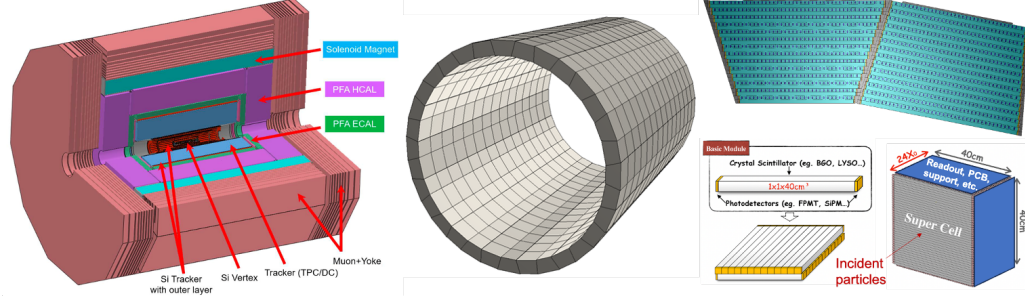 Solenoid Magnet
PFA HCAL
PFA ECAL
Muon+Yoke
Tracker (TPC/DC)
Si Vertex
Si Tracker
with outer layer
Basic Module
Crystal Scintillator (eg. BGO, LYSO…)
1x1x40cm³
Photodetectors (eg. FPMT, SiPM…)
24X₀
40cm
Readout, PCB,
support, etc.
40cm
Super Cell
Incident
particles